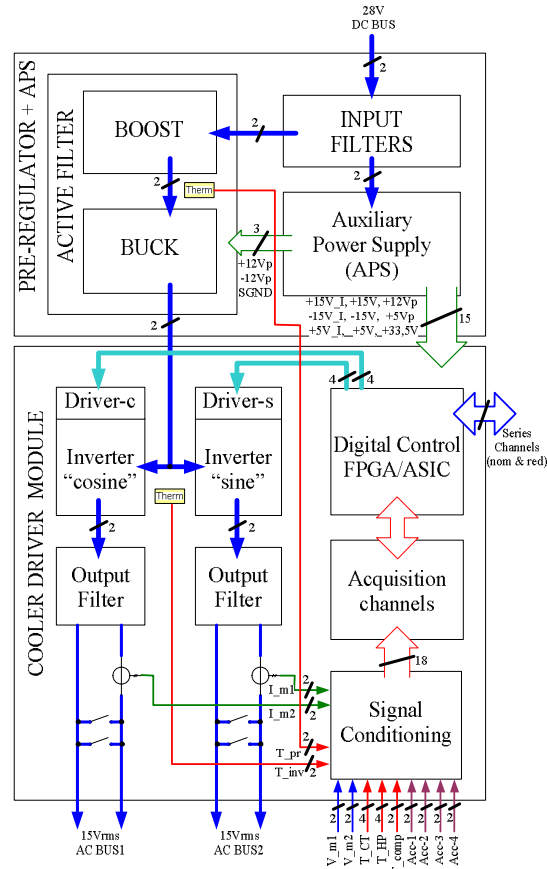 28V
DC BUS
2
PRE-REGULATOR + APS
ACTIVE FILTER
BOOST
2
INPUT
FILTERS
2
2
Therm
BUCK
3
+12Vp
-12Vp
SGND
Auxiliary
Power Supply
(APS)
+15V_I, +15V, +12Vp
-15V_I, -15V, +5Vp
+5V_I, +5V, +33,5V
15
2
COOLER DRIVER MODULE
4
4
Driver-c
Inverter
“cosine”
Driver-s
Inverter
“sine”
Therm
Digital Control
FPGA/ASIC
Series
Channels
(nom & red)
2
2
Output
Filter
Output
Filter
Acquisition
channels
18
I_m1
2
I_m2
2
T_pr
2
T_inv
2
Signal
Conditioning
2
2
4
4
2
2
2
2
2
15Vrms
AC BUS1
15Vrms
AC BUS2
V_m1
V_m2
T_CT
T_HP
_comp
Acc-1
Acc-2
Acc-3
Acc-4